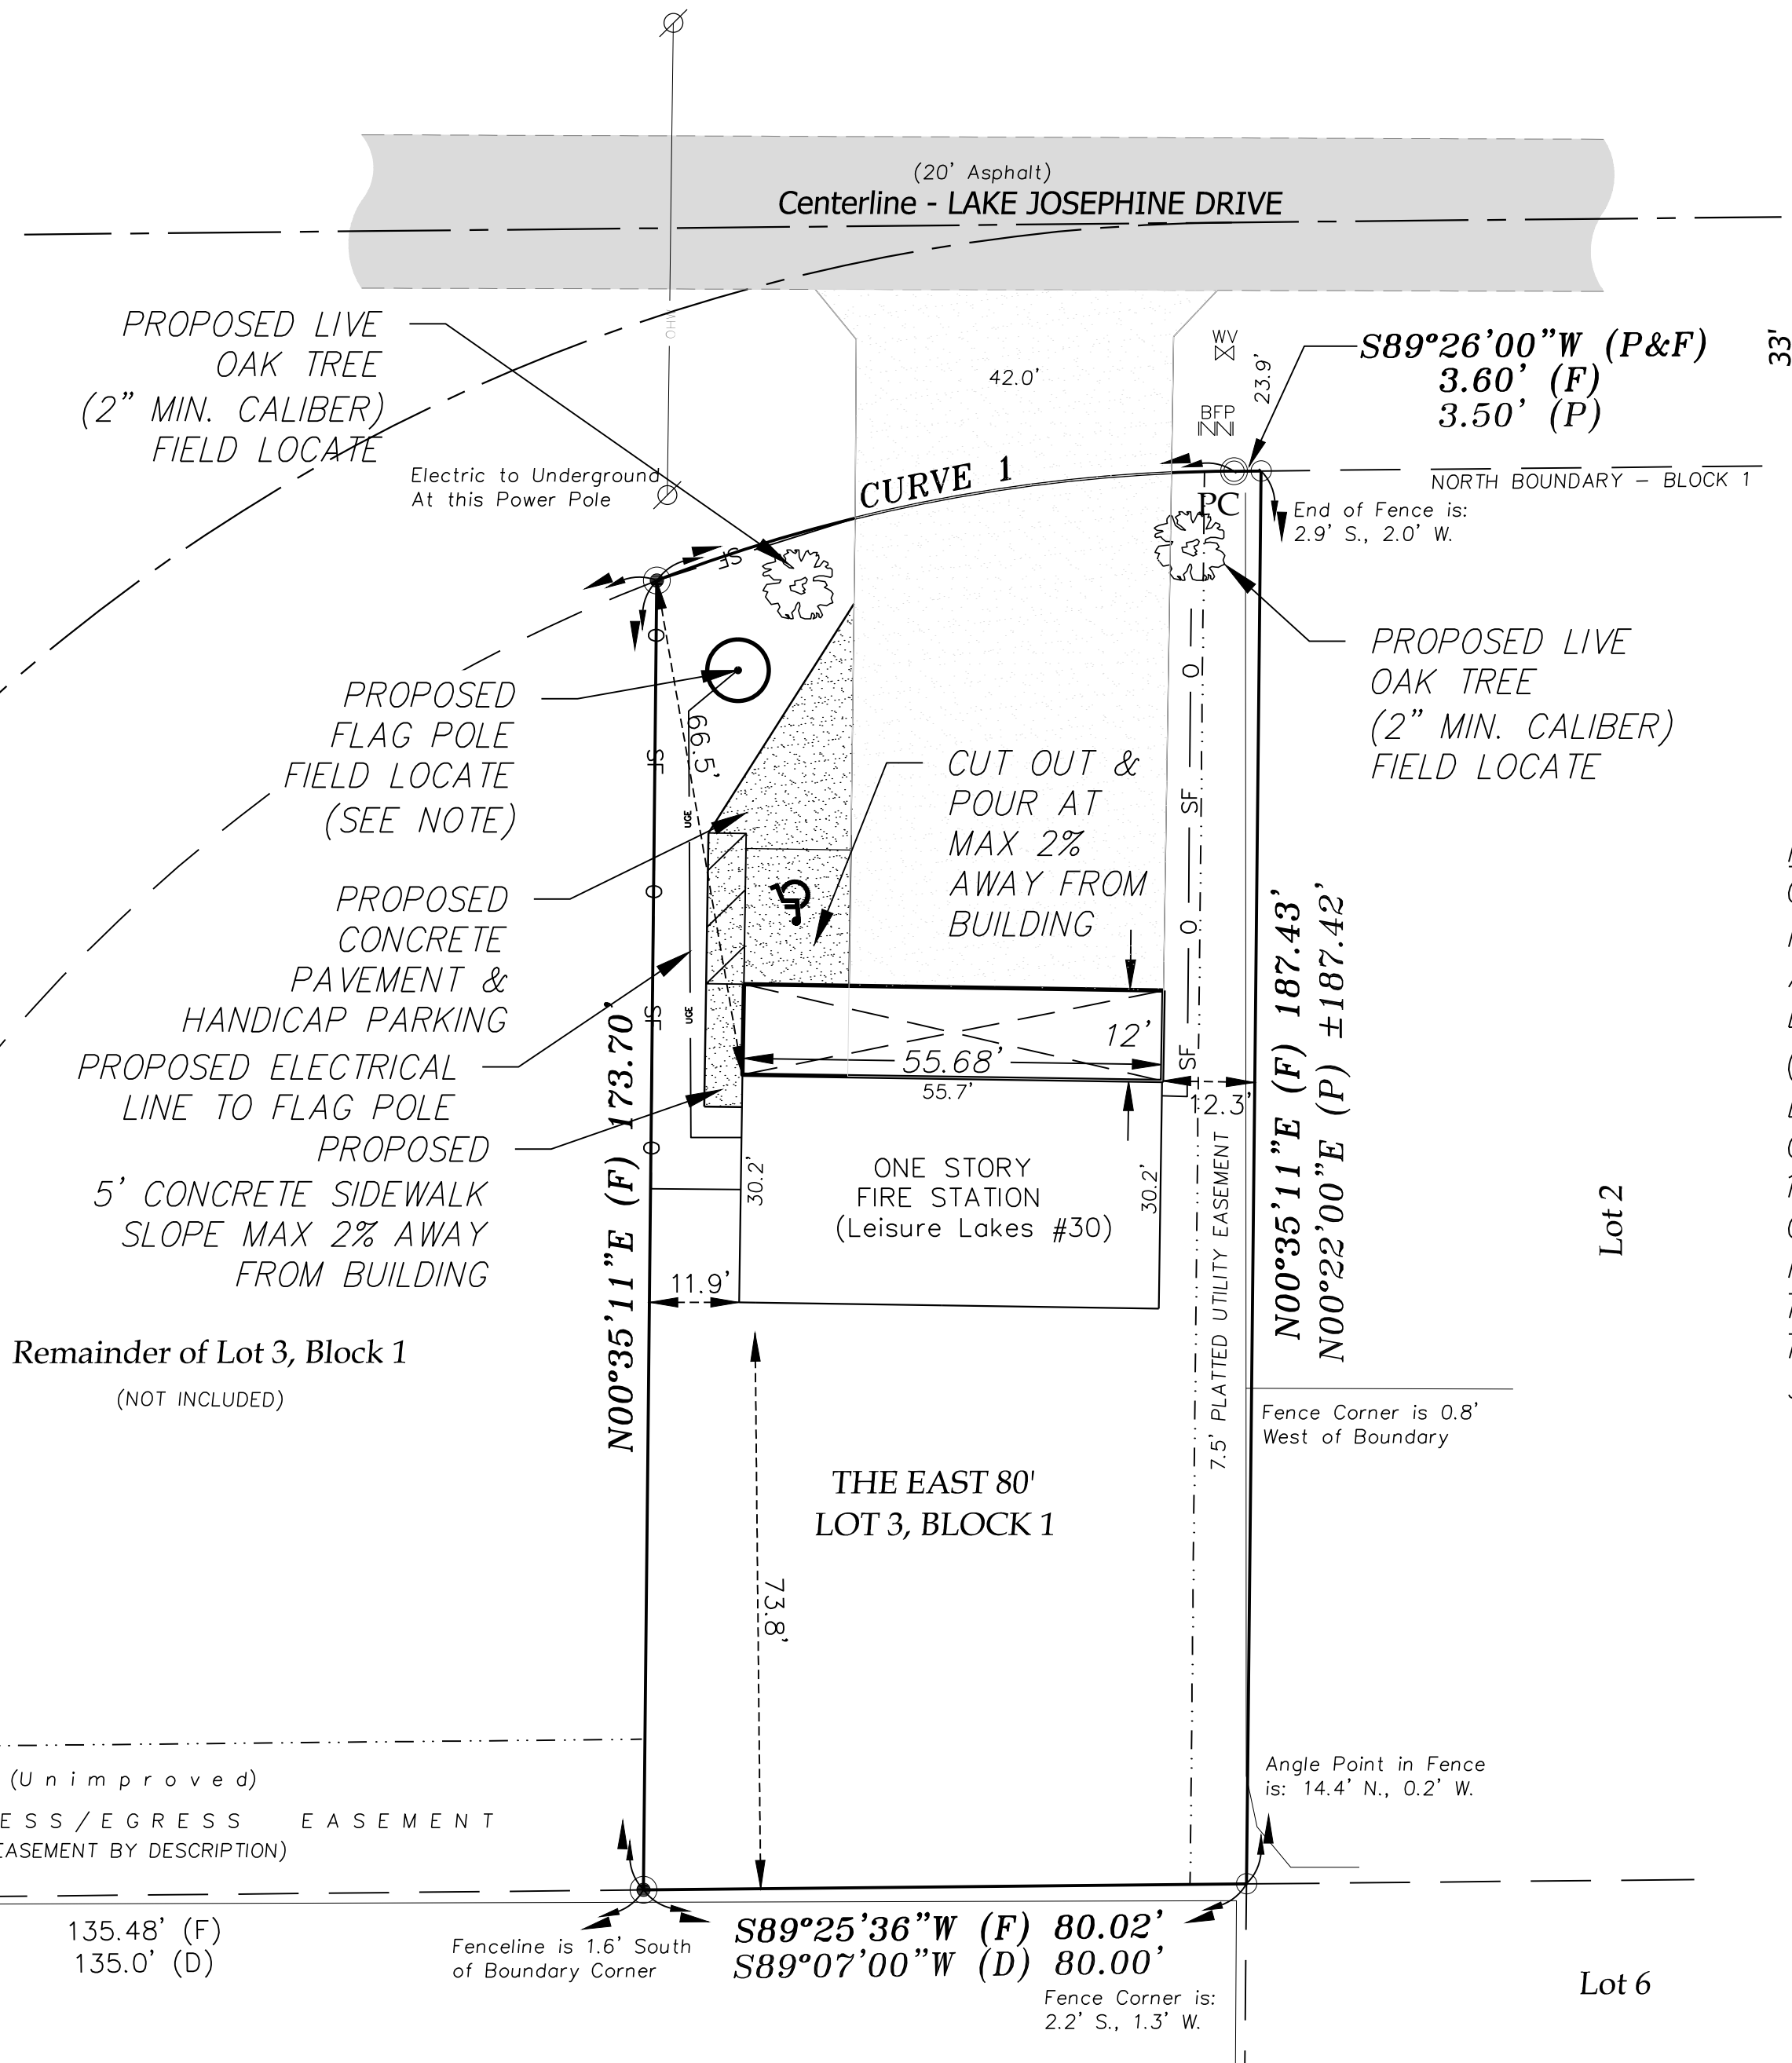 (20' Asphalt)
Centerline - LAKE JOSEPHINE DRIVE
PROPOSED LIVE
OAK TREE
(2" MIN. CALIBER)
FIELD LOCATE
Electric to Underground
At this Power Pole
42.0'
WV
23.9'
BFP
S89°26'00"W (P&F)
3.60' (F)
3.50' (P)
33'
CURVE 1
PC
NORTH BOUNDARY - BLOCK 1
End of Fence is:
2.9' S., 2.0' W.
SF
PROPOSED LIVE
OAK TREE
(2" MIN. CALIBER)
FIELD LOCATE
PROPOSED
FLAG POLE
FIELD LOCATE
(SEE NOTE)
O
SF
O
SF
O
66.5'
UGE
UGE
O
SF
O
SF
CUT OUT &
POUR AT
MAX 2%
AWAY FROM
BUILDING
PROPOSED
CONCRETE
PAVEMENT &
HANDICAP PARKING
PROPOSED ELECTRICAL
LINE TO FLAG POLE
PROPOSED
5' CONCRETE SIDEWALK
SLOPE MAX 2% AWAY
FROM BUILDING
12'
55.68'
55.7'
12.3'
30.2'
ONE STORY
FIRE STATION
(Leisure Lakes #30)
30.2'
11.9'
N00°35'11"E (F) 173.70'
7.5' PLATTED UTILITY EASEMENT
N00°35'11"E (F) 187.43'
N00°22'00"E (P) ±187.42'
Lot 2
Remainder of Lot 3, Block 1
(NOT INCLUDED)
Fence Corner is 0.8'
West of Boundary
THE EAST 80'
LOT 3, BLOCK 1
73.8'
(Unimproved)
ESS/EGRESS EASEMENT
EASEMENT BY DESCRIPTION)
Angle Point in Fence
is: 14.4' N., 0.2' W.
135.48' (F)
135.0' (D)
Fenceline is 1.6' South
of Boundary Corner
S89°25'36"W (F) 80.02'
S89°07'00"W (D) 80.00'
Fence Corner is:
2.2' S., 1.3' W.
Lot 6